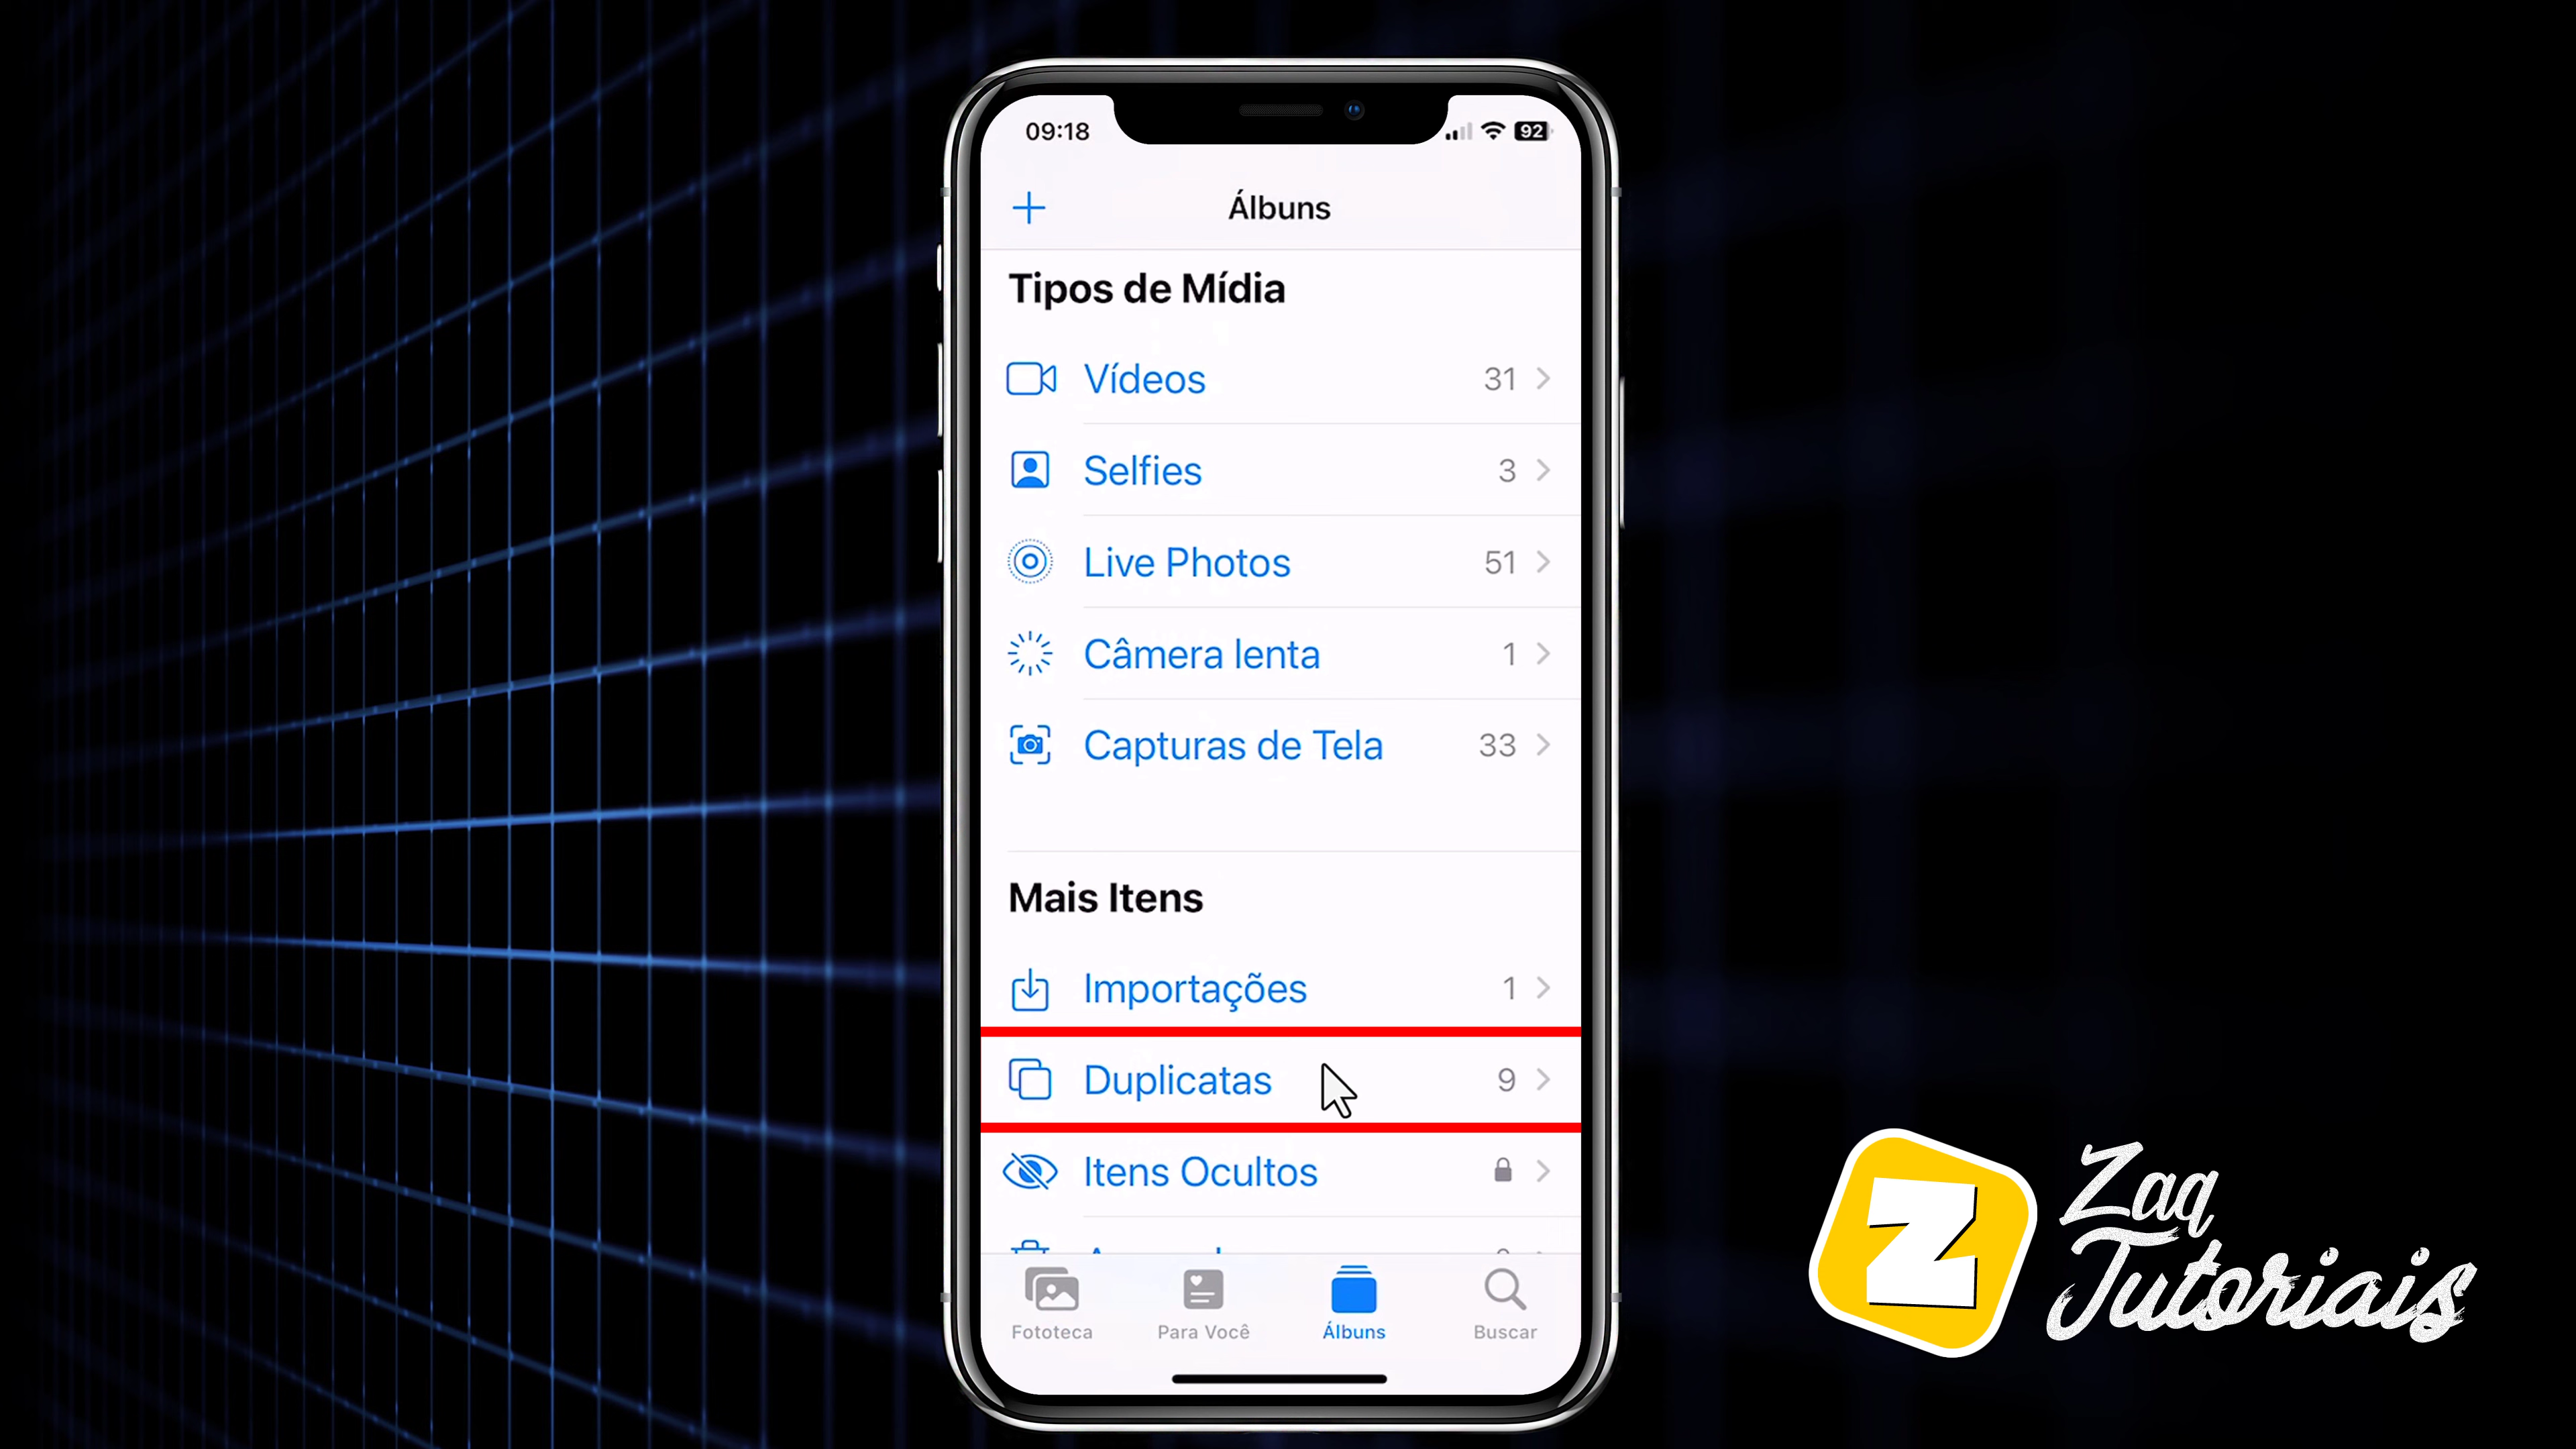 09:18
92
Álbuns
Tipos de Mídia
Vídeos 31
Selfies 3
Live Photos 51
Câmera lenta 1
Capturas de Tela 33
Mais Itens
Importações 1
Duplicatas 9
Itens Ocultos
Fototeca Para Você Álbuns Buscar
Z
Zaq
Tutoriais